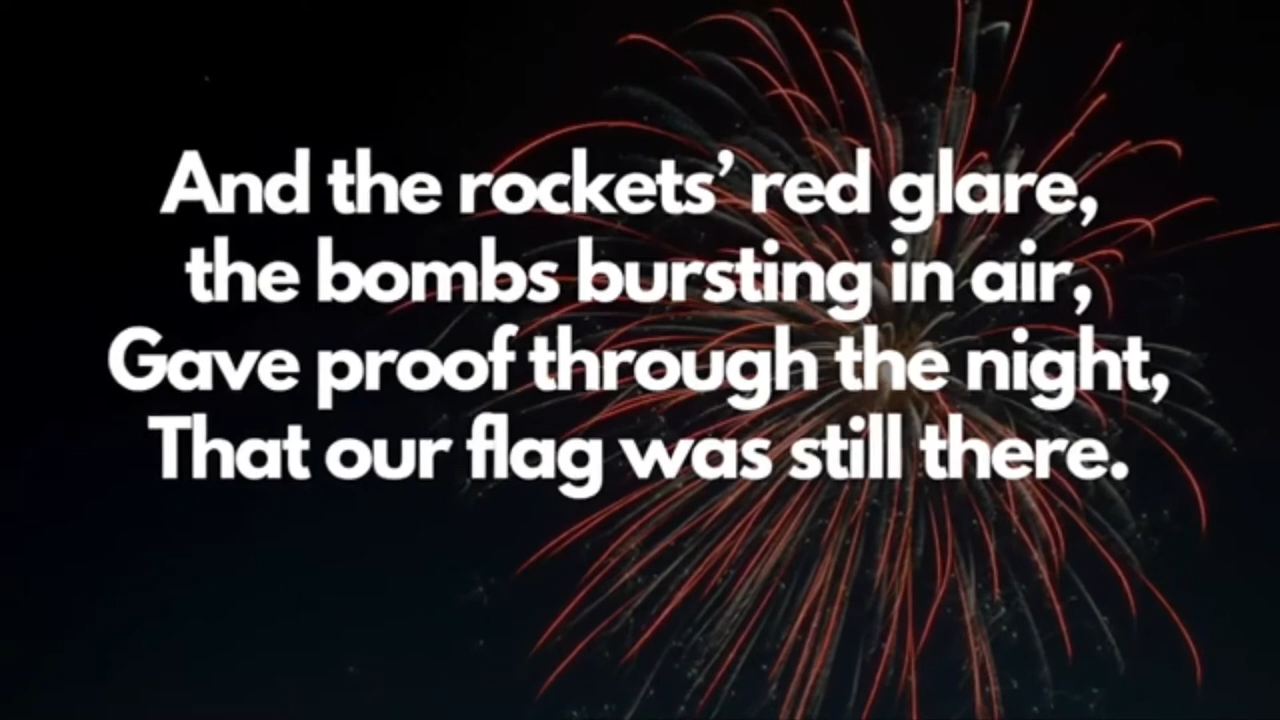 And the rockets’ red glare,
the bombs bursting in air,
Gave proof through the night,
That our flag was still there.